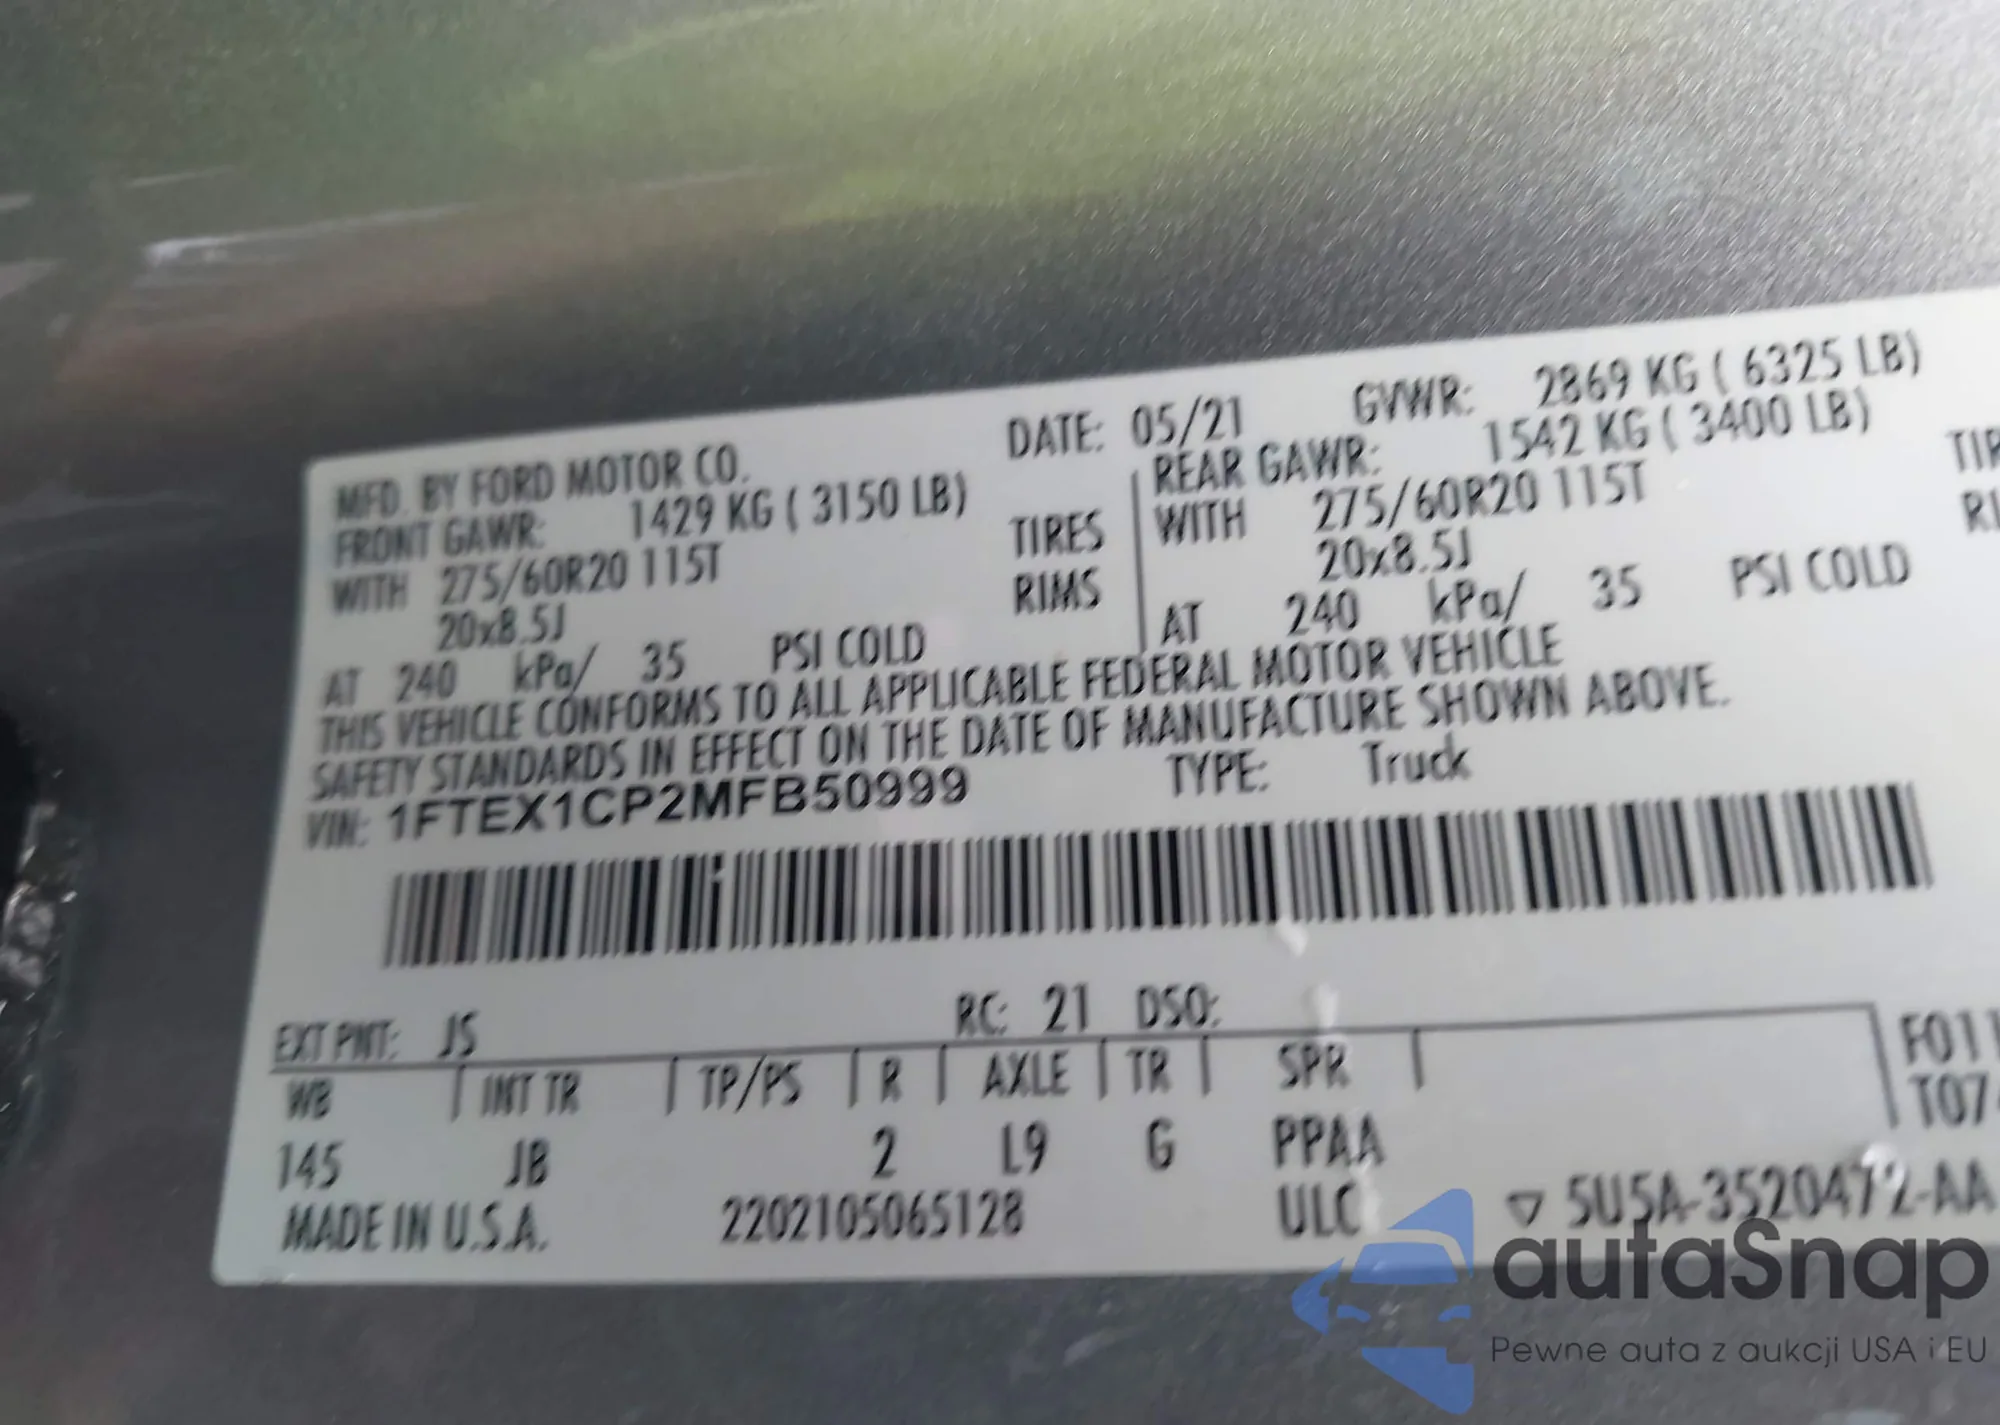 MFD. BY FORD MOTOR CO. DATE: 05/21 GVWR: 2869 KG ( 6325 LB)
FRONT GAWR: 1429 KG ( 3150 LB) REAR GAWR: 1542 KG ( 3400 LB)
WITH 275/60R20 115T TIRES WITH 275/60R20 115T TIR
20x8.5J RIMS 20x8.5J RI
AT 240 kPa/ 35 PSI COLD AT 240 kPa/ 35 PSI COLD
THIS VEHICLE CONFORMS TO ALL APPLICABLE FEDERAL MOTOR VEHICLE
SAFETY STANDARDS IN EFFECT ON THE DATE OF MANUFACTURE SHOWN ABOVE.
VIN: 1FTEX1CP2MFB50999 TYPE: Truck
EXT PNT: JS RC: 21 DSO:
WB INT TR TP/PS R AXLE TR SPR F011
145 JB 2 L9 G PPAA T074
MADE IN U.S.A. 2202105065128 ULC ▽ 5U5A-3520472-AA
autaSnap
Pewne auta z aukcji USA i EU